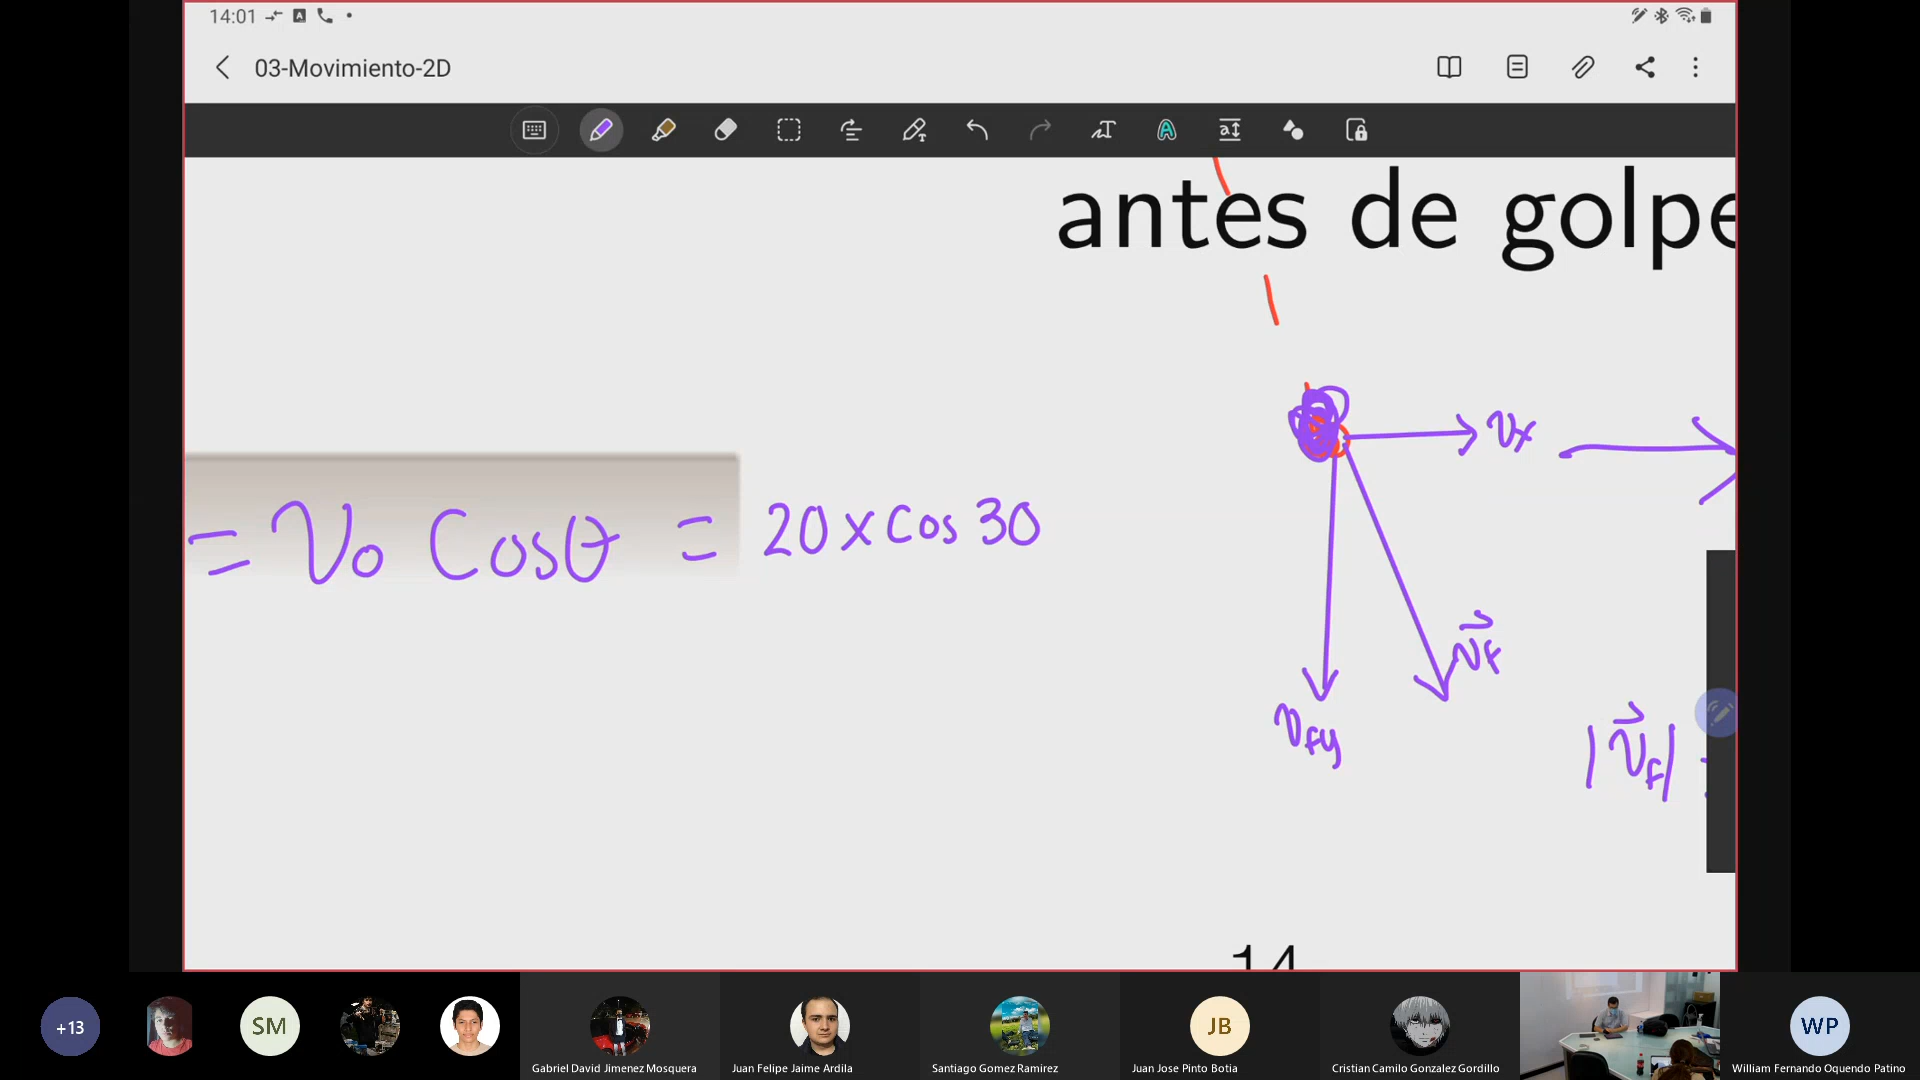 14:01
03-Movimiento-2D
antes de golpe
vx
= v₀ Cosθ = 20 x Cos 30
v⃗f
vfy
|v⃗f|
14
+13
SM
JB
WP
Gabriel David Jimenez Mosquera
Juan Felipe Jaime Ardila
Santiago Gomez Ramirez
Juan Jose Pinto Botia
Cristian Camilo Gonzalez Gordillo
William Fernando Oquendo Patino